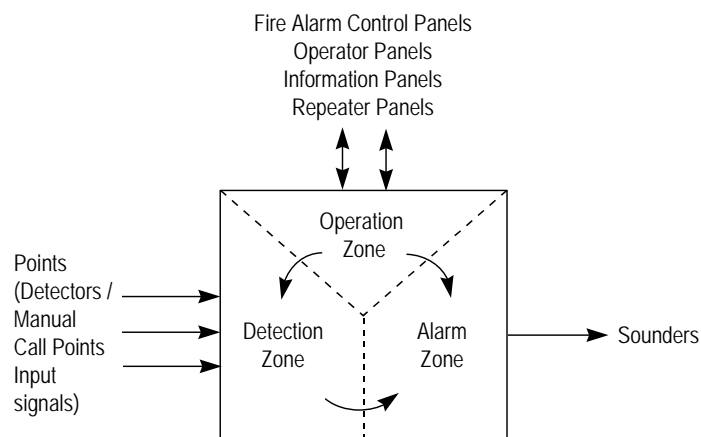 Fire Alarm Control Panels
Operator Panels
Information Panels
Repeater Panels
Operation
Zone
Points
(Detectors /
Manual
Call Points
Input
signals)
Detection
Zone
Alarm
Zone
Sounders